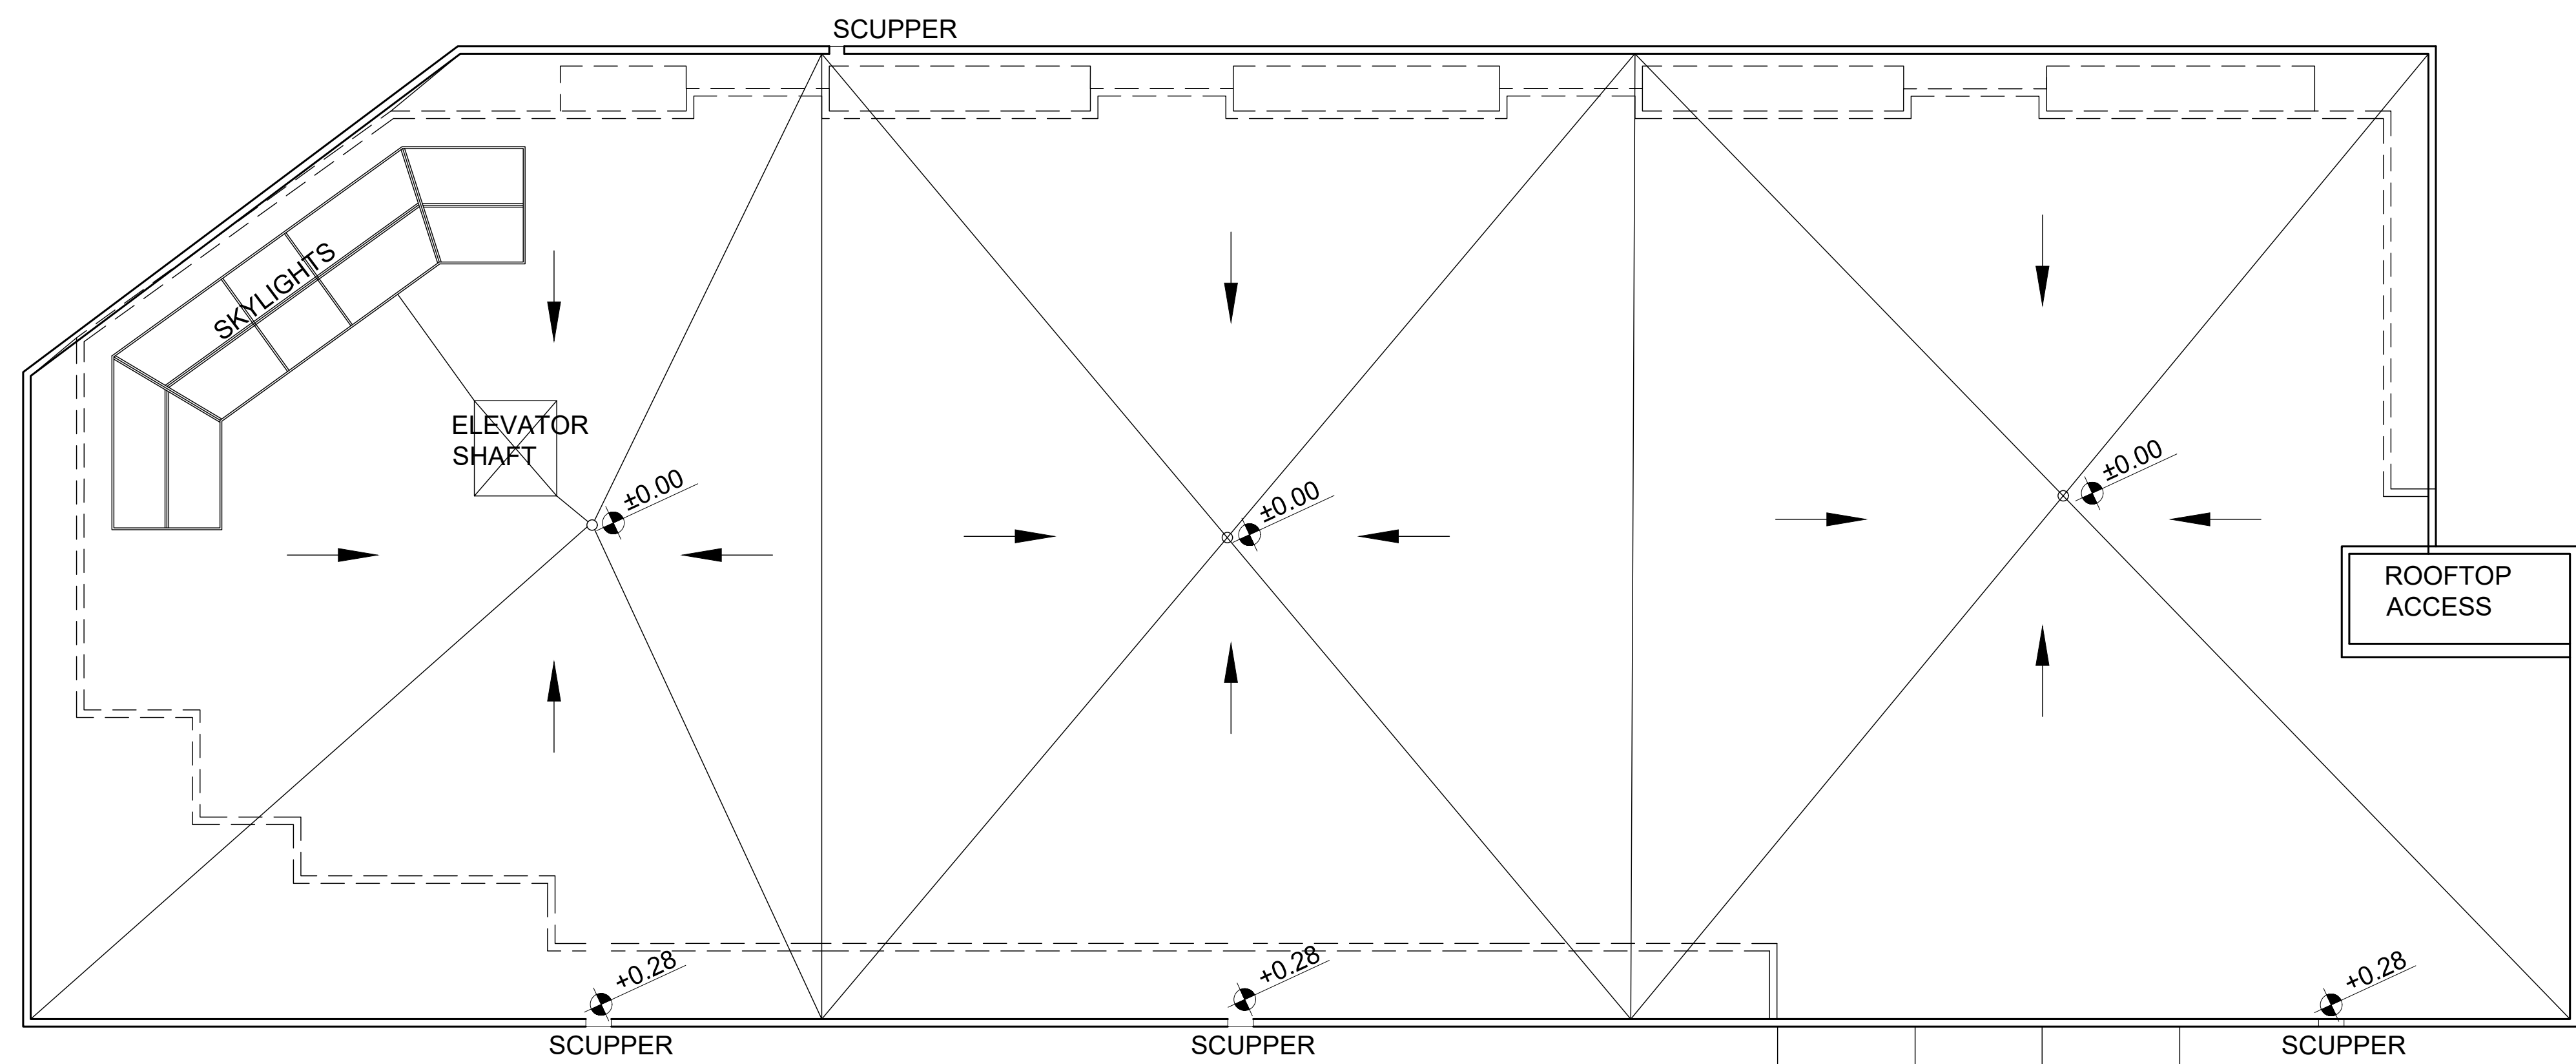 SCUPPER
SKYLIGHTS
ELEVATOR
SHAFT
±0.00
±0.00
±0.00
ROOFTOP
ACCESS
+0.28
+0.28
+0.28
SCUPPER
SCUPPER
SCUPPER